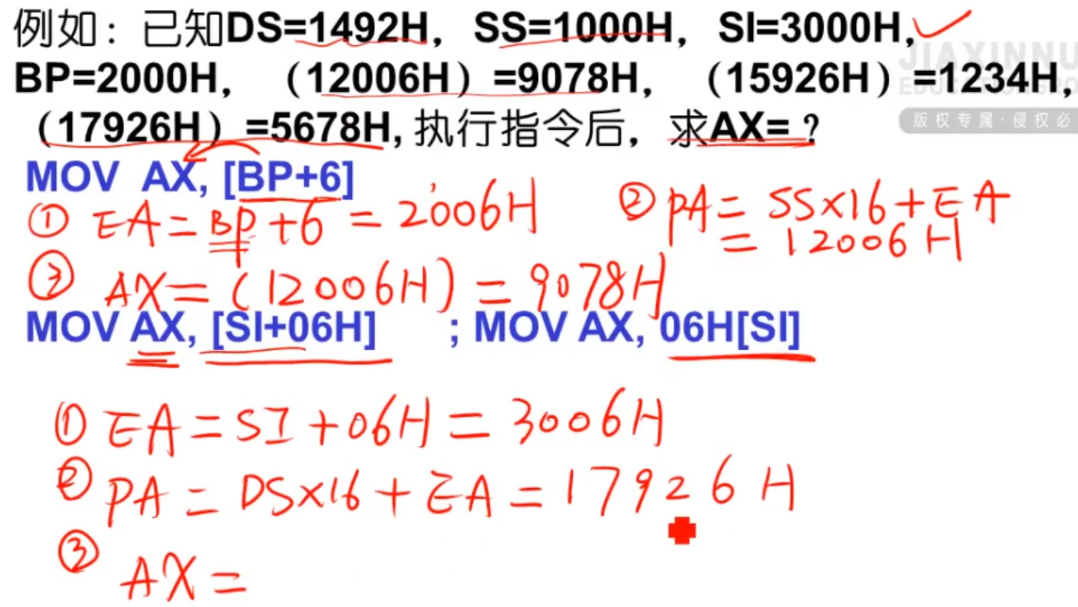 例如：已知DS=1492H，SS=1000H，SI=3000H,
BP=2000H，（12006H）=9078H，（15926H）=1234H,
（17926H）=5678H, 执行指令后，求AX=？
MOV AX, [BP+6]
① EA = BP + 6 = 2006H ② PA = SS×16 + EA
= 12006H
③ AX = (12006H) = 9078H
MOV AX, [SI+06H] ; MOV AX, 06H[SI]
① EA = SI + 06H = 3006H
② PA = DS×16 + EA = 17926H
③ AX =
JIAXINNU
版权专属·侵权必